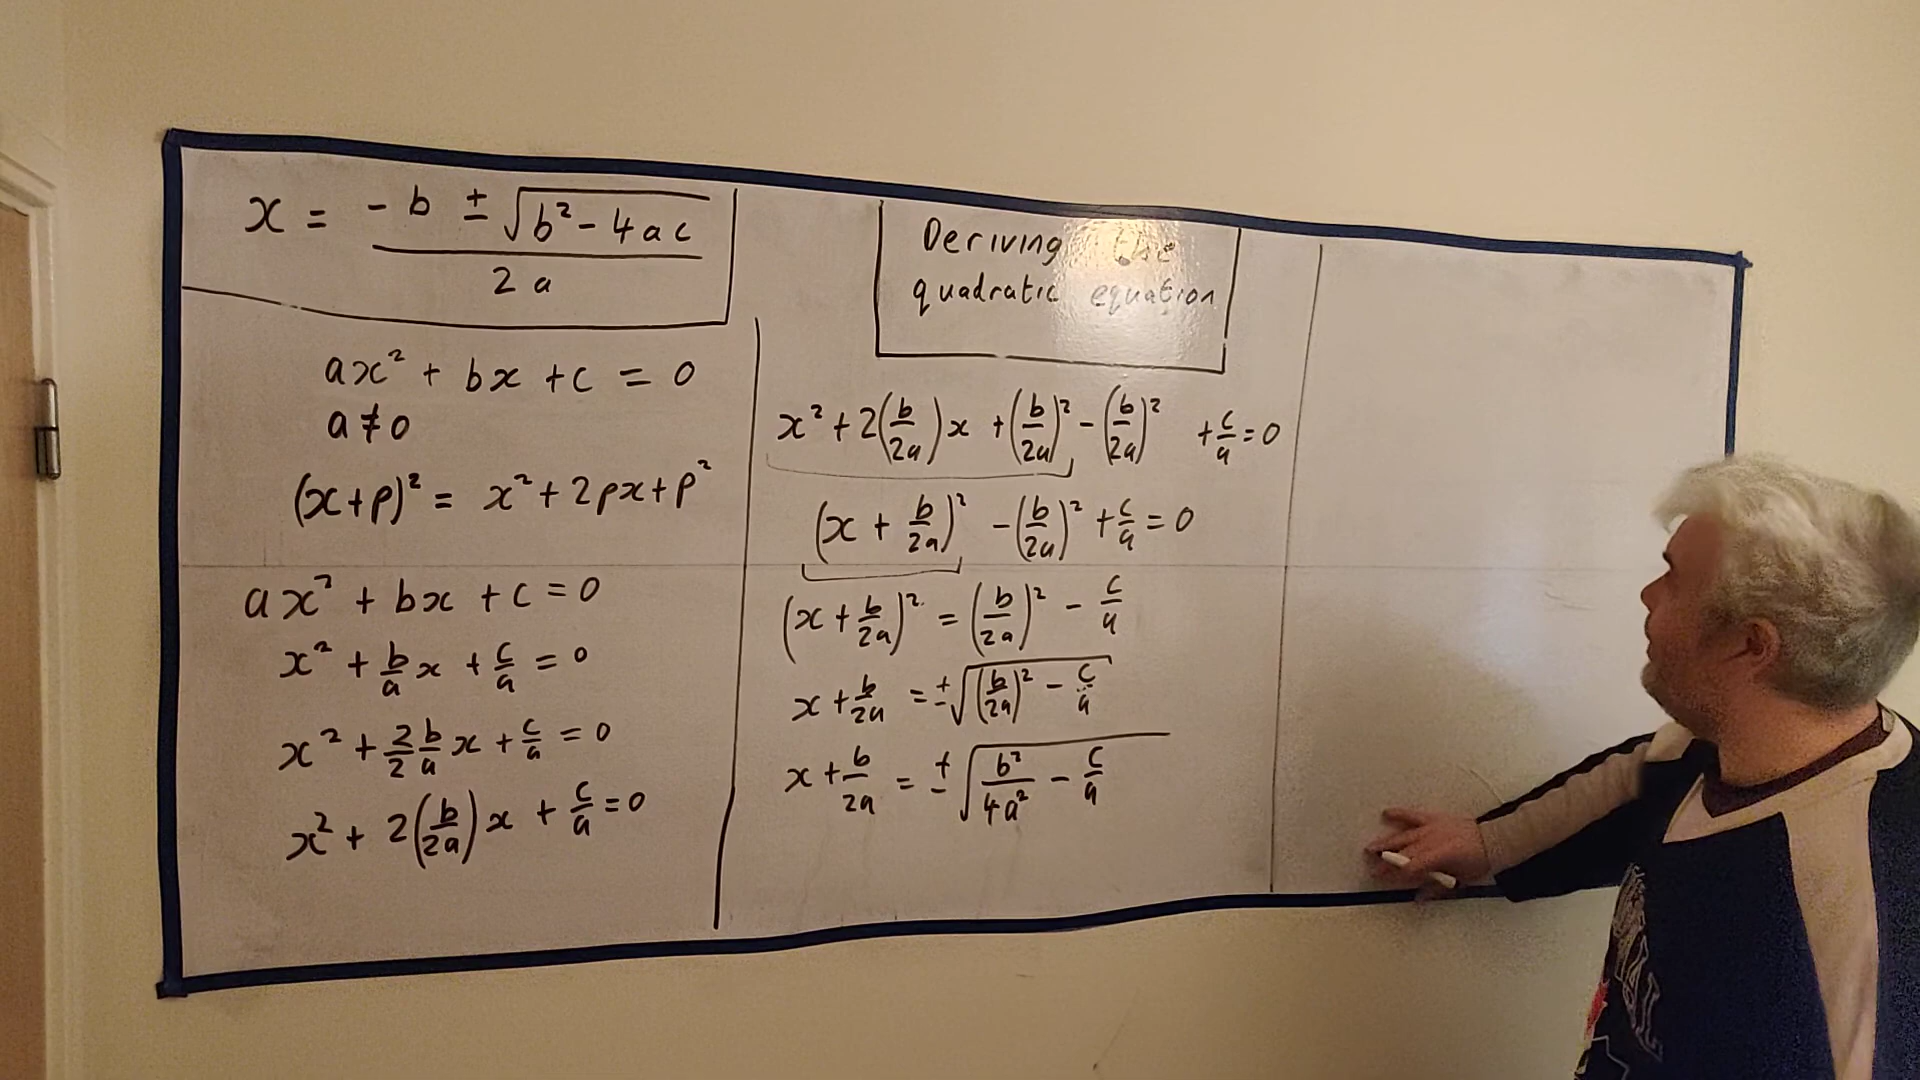 x = (-b ± √(b² - 4ac)) / 2a
ax² + bx + c = 0
a ≠ 0
(x+p)² = x² + 2px + p²
ax² + bx + c = 0
x² + b/a x + c/a = 0
x² + 2/2 b/a x + c/a = 0
x² + 2(b/2a)x + c/a = 0
Deriving the
quadratic equation
x² + 2(b/2a)x + (b/2a)² - (b/2a)² + c/a = 0
(x + b/2a)² - (b/2a)² + c/a = 0
(x + b/2a)² = (b/2a)² - c/a
x + b/2a = ±√((b/2a)² - c/a)
x + b/2a = ±√(b²/4a² - c/a)